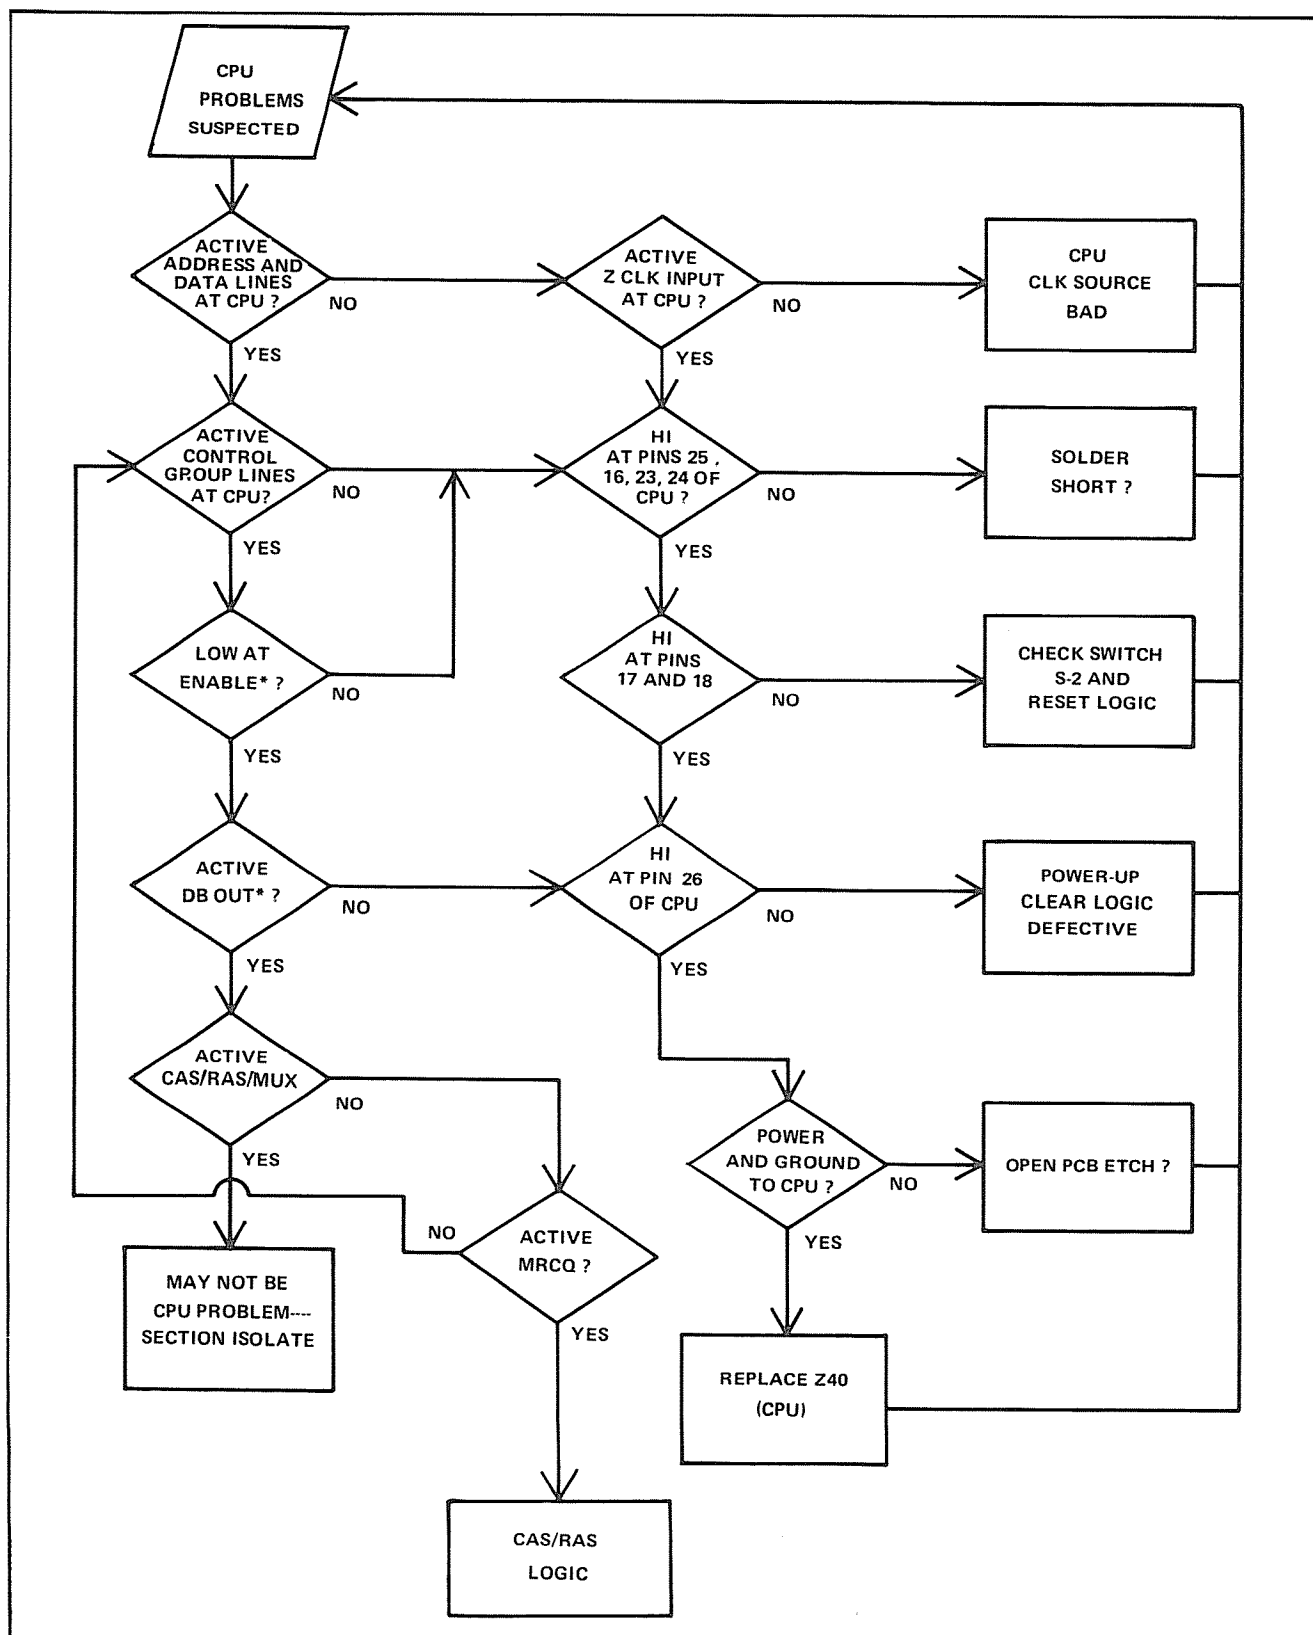 CPU
PROBLEMS
SUSPECTED
ACTIVE
ADDRESS AND
DATA LINES
AT CPU ?
NO
YES
ACTIVE
Z CLK INPUT
AT CPU ?
NO
YES
CPU
CLK SOURCE
BAD
ACTIVE
CONTROL
GROUP LINES
AT CPU?
NO
YES
HI
AT PINS 25 ,
16, 23, 24 OF
CPU ?
NO
YES
SOLDER
SHORT ?
LOW AT
ENABLE* ?
NO
YES
HI
AT PINS
17 AND 18
NO
YES
CHECK SWITCH
S-2 AND
RESET LOGIC
ACTIVE
DB OUT* ?
NO
YES
HI
AT PIN 26
OF CPU
NO
YES
POWER-UP
CLEAR LOGIC
DEFECTIVE
ACTIVE
CAS/RAS/MUX
NO
YES
POWER
AND GROUND
TO CPU ?
NO
YES
OPEN PCB ETCH ?
ACTIVE
MRCQ ?
NO
YES
MAY NOT BE
CPU PROBLEM----
SECTION ISOLATE
REPLACE Z40
(CPU)
CAS/RAS
LOGIC